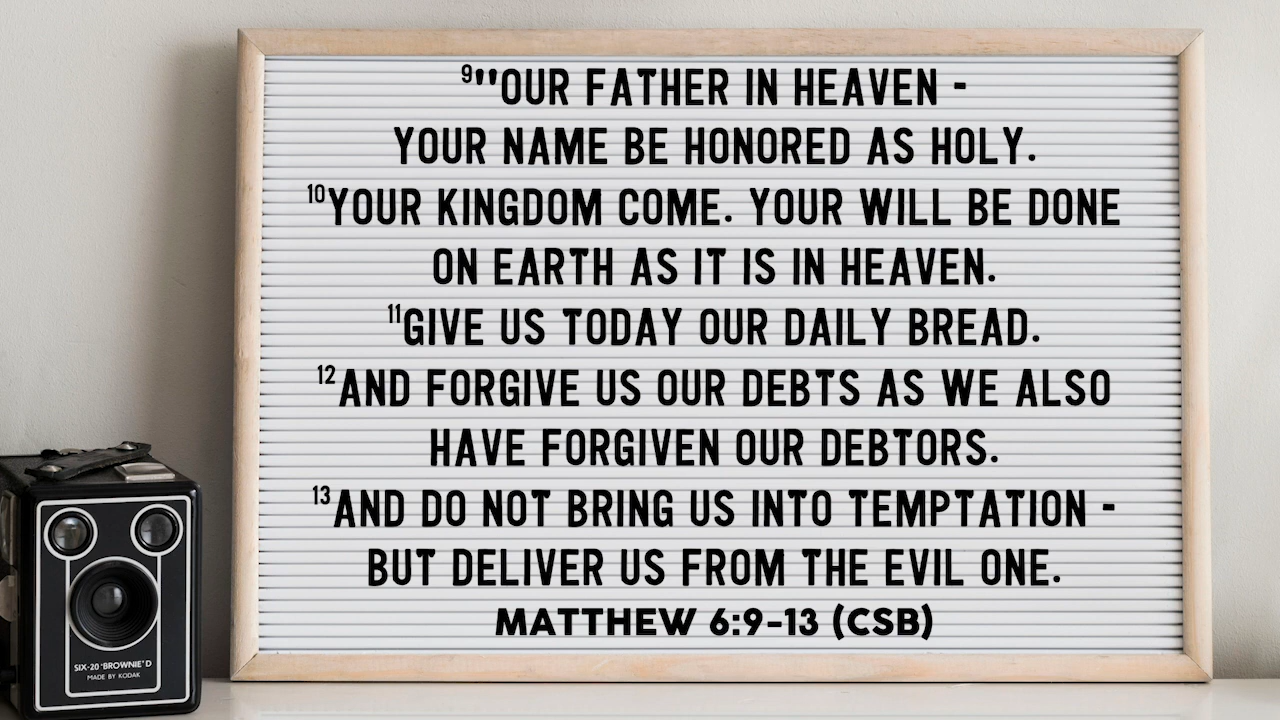 ⁹"OUR FATHER IN HEAVEN -
YOUR NAME BE HONORED AS HOLY.
¹⁰YOUR KINGDOM COME. YOUR WILL BE DONE
ON EARTH AS IT IS IN HEAVEN.
¹¹GIVE US TODAY OUR DAILY BREAD.
¹²AND FORGIVE US OUR DEBTS AS WE ALSO
HAVE FORGIVEN OUR DEBTORS.
¹³AND DO NOT BRING US INTO TEMPTATION -
BUT DELIVER US FROM THE EVIL ONE.
MATTHEW 6:9-13 (CSB)
SIX-20 'BROWNIE' D
MADE BY KODAK